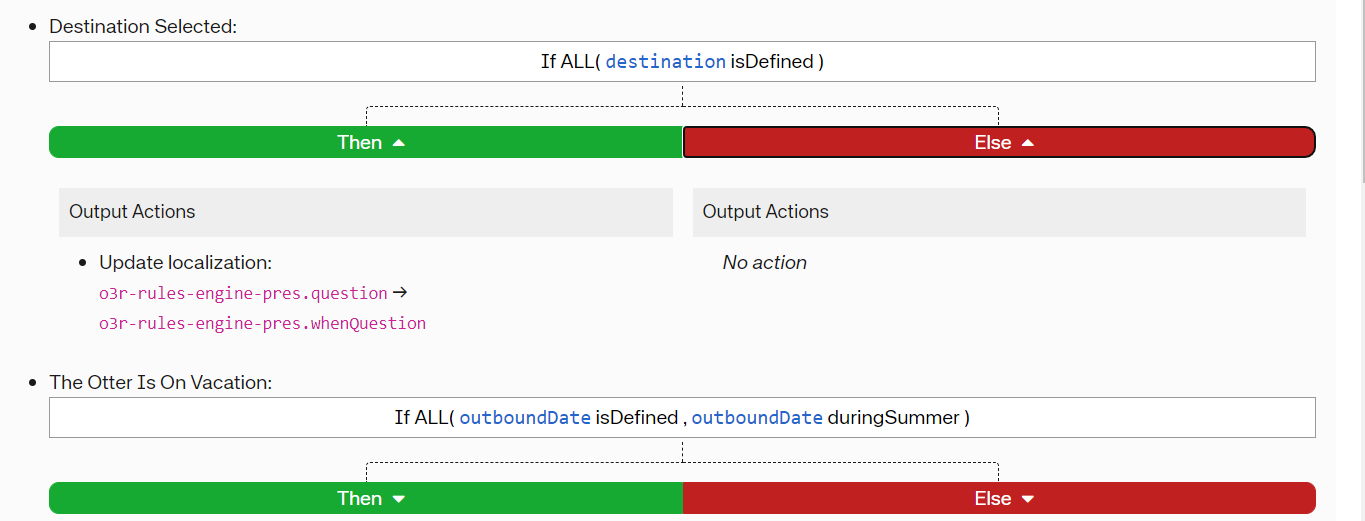 Destination Selected:
If ALL( destination isDefined )
Then
Else
Output Actions
Output Actions
Update localization:
No action
o3r-rules-engine-pres.question →
o3r-rules-engine-pres.whenQuestion
The Otter Is On Vacation:
If ALL( outboundDate isDefined , outboundDate duringSummer )
Then
Else